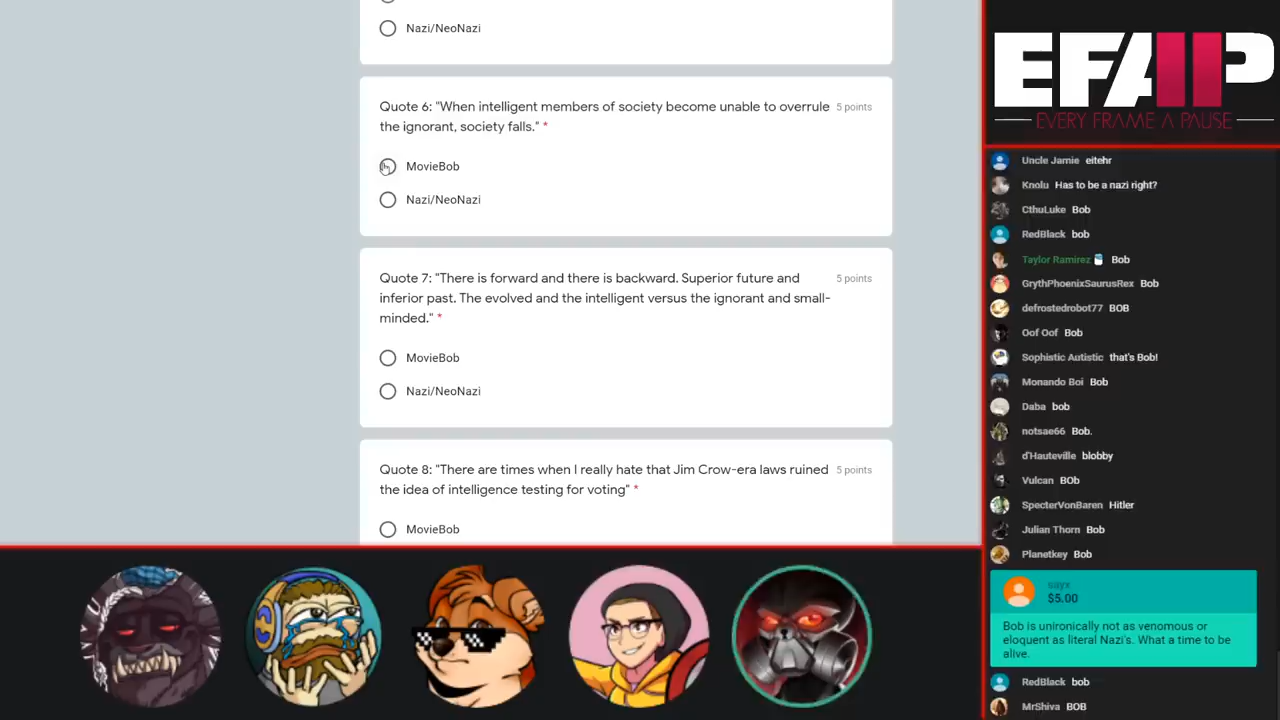 Nazi/NeoNazi
Quote 6: "When intelligent members of society become unable to overrule
the ignorant, society falls." *
5 points
MovieBob
Nazi/NeoNazi
Quote 7: "There is forward and there is backward. Superior future and
inferior past. The evolved and the intelligent versus the ignorant and small-
minded." *
5 points
MovieBob
Nazi/NeoNazi
Quote 8: "There are times when I really hate that Jim Crow-era laws ruined
the idea of intelligence testing for voting" *
5 points
MovieBob
EFAP
EVERY FRAME A PAUSE
Uncle Jamie eitehr
Knolu Has to be a nazi right?
CthuLuke Bob
RedBlack bob
Taylor Ramirez Bob
GrythPhoenixSaurusRex Bob
defrostedrobot77 BOB
Oof Oof Bob
Sophistic Autistic that's Bob!
Monando Boi Bob
Daba bob
notsae66 Bob.
d'Hauteville blobby
Vulcan BOb
SpecterVonBaren Hitler
Julian Thorn Bob
Planetkey Bob
sayx
$5.00
Bob is unironically not as venomous or
eloquent as literal Nazi's. What a time to be
alive.
RedBlack bob
MrShiva BOB